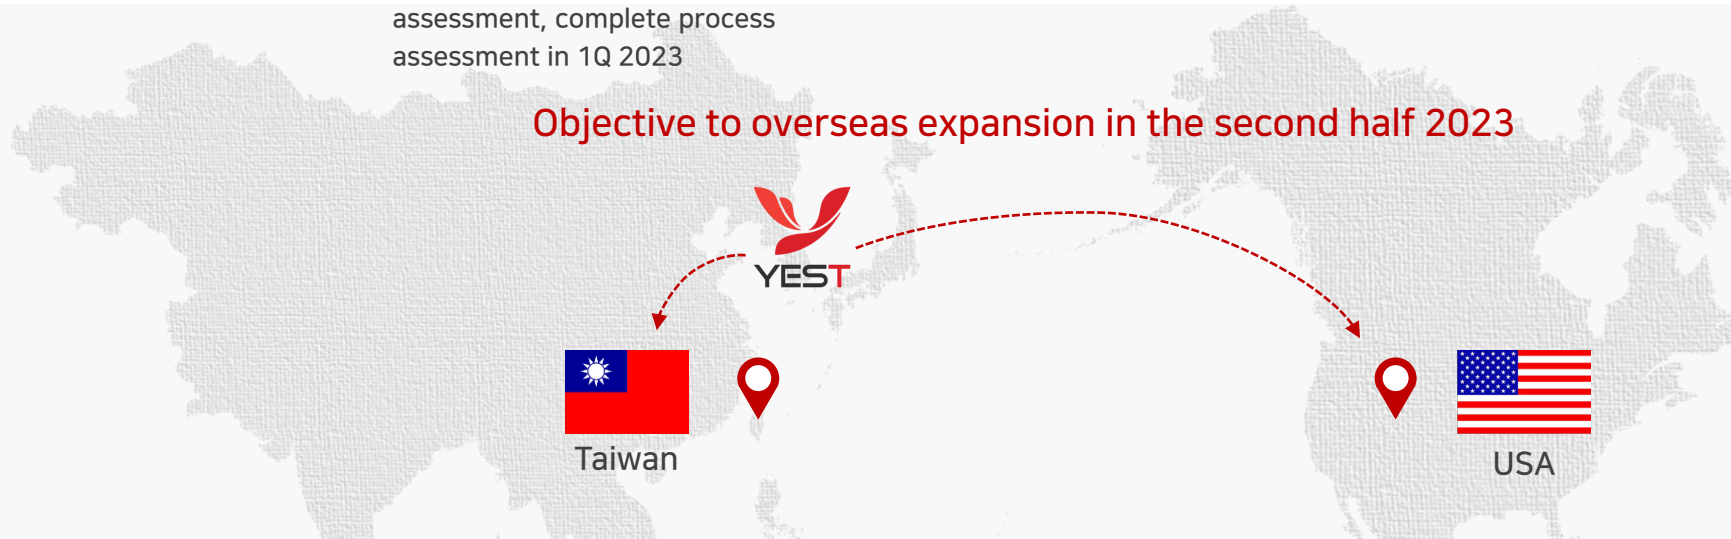 assessment, complete process
assessment in 1Q 2023
Objective to overseas expansion in the second half 2023
YEST
Taiwan
USA